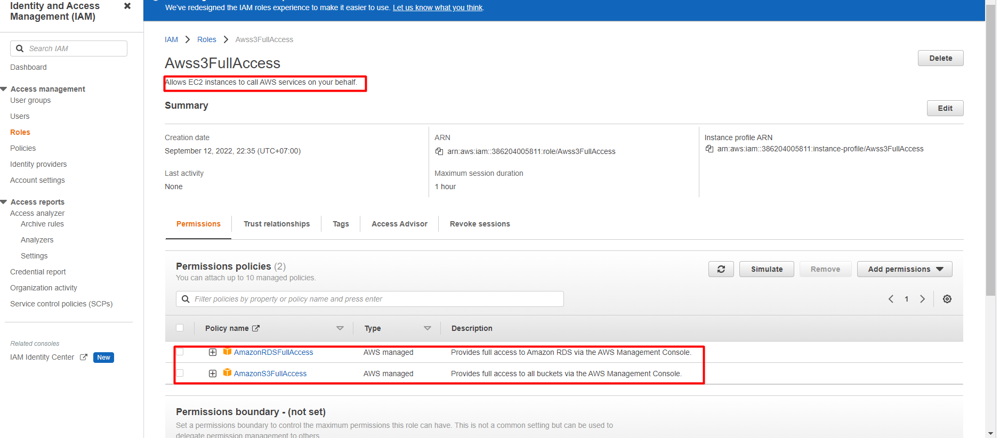 Identity and Access
Management (IAM)
Search IAM
Dashboard
Access management
User groups
Users
Roles
Policies
Identity providers
Account settings
Access reports
Access analyzer
Archive rules
Analyzers
Settings
Credential report
Organization activity
Service control policies (SCPs)
Related consoles
IAM Identity Center New
We've redesigned the IAM roles experience to make it easier to use. Let us know what you think.
IAM > Roles > Awss3FullAccess
Awss3FullAccess
Delete
Allows EC2 instances to call AWS services on your behalf.
Summary
Edit
Creation date
September 12, 2022, 22:35 (UTC+07:00)
ARN
arn:aws:iam::386204005811:role/Awss3FullAccess
Instance profile ARN
arn:aws:iam::386204005811:instance-profile/Awss3FullAccess
Last activity
None
Maximum session duration
1 hour
Permissions
Trust relationships
Tags
Access Advisor
Revoke sessions
Permissions policies (2)
You can attach up to 10 managed policies.
Simulate
Remove
Add permissions
Filter policies by property or policy name and press enter
1
Policy name
Type
Description
AmazonRDSFullAccess AWS managed Provides full access to Amazon RDS via the AWS Management Console.
AmazonS3FullAccess AWS managed Provides full access to all buckets via the AWS Management Console.
Permissions boundary - (not set)
Set a permissions boundary to control the maximum permissions this role can have. This is not a common setting but can be used to
delegate permission management to others